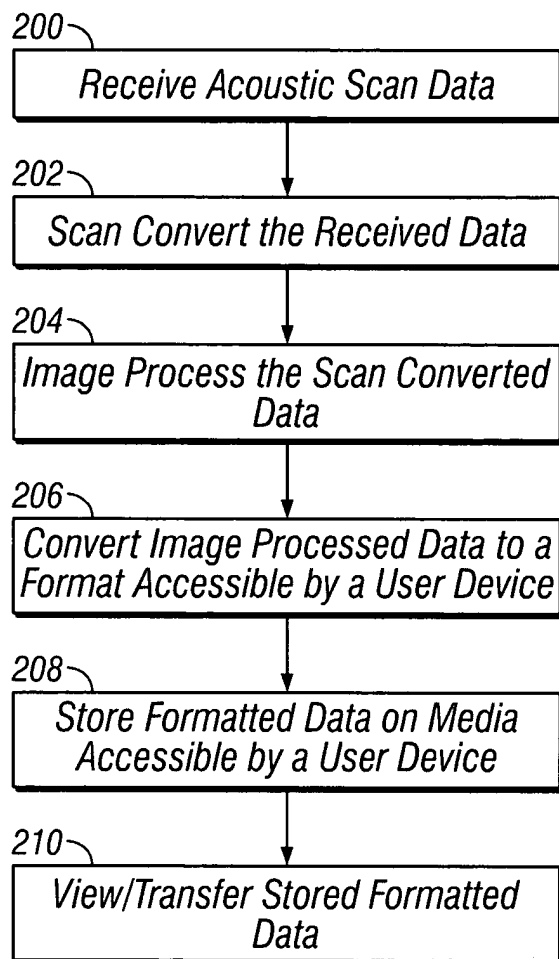 200
Receive Acoustic Scan Data
202
Scan Convert the Received Data
204
Image Process the Scan Converted
Data
206
Convert Image Processed Data to a
Format Accessible by a User Device
208
Store Formatted Data on Media
Accessible by a User Device
210
View/Transfer Stored Formatted
Data